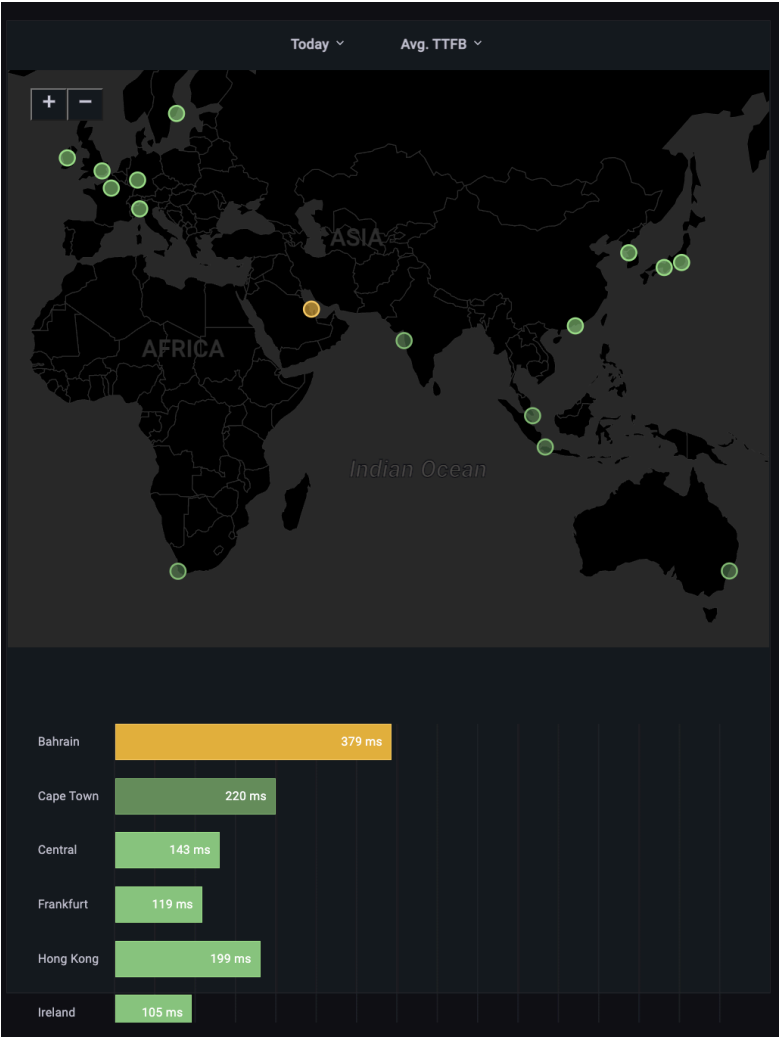 Today Avg. TTFB
+ −
ASIA
AFRICA
Indian Ocean
Bahrain 379 ms
Cape Town 220 ms
Central 143 ms
Frankfurt 119 ms
Hong Kong 199 ms
Ireland 105 ms